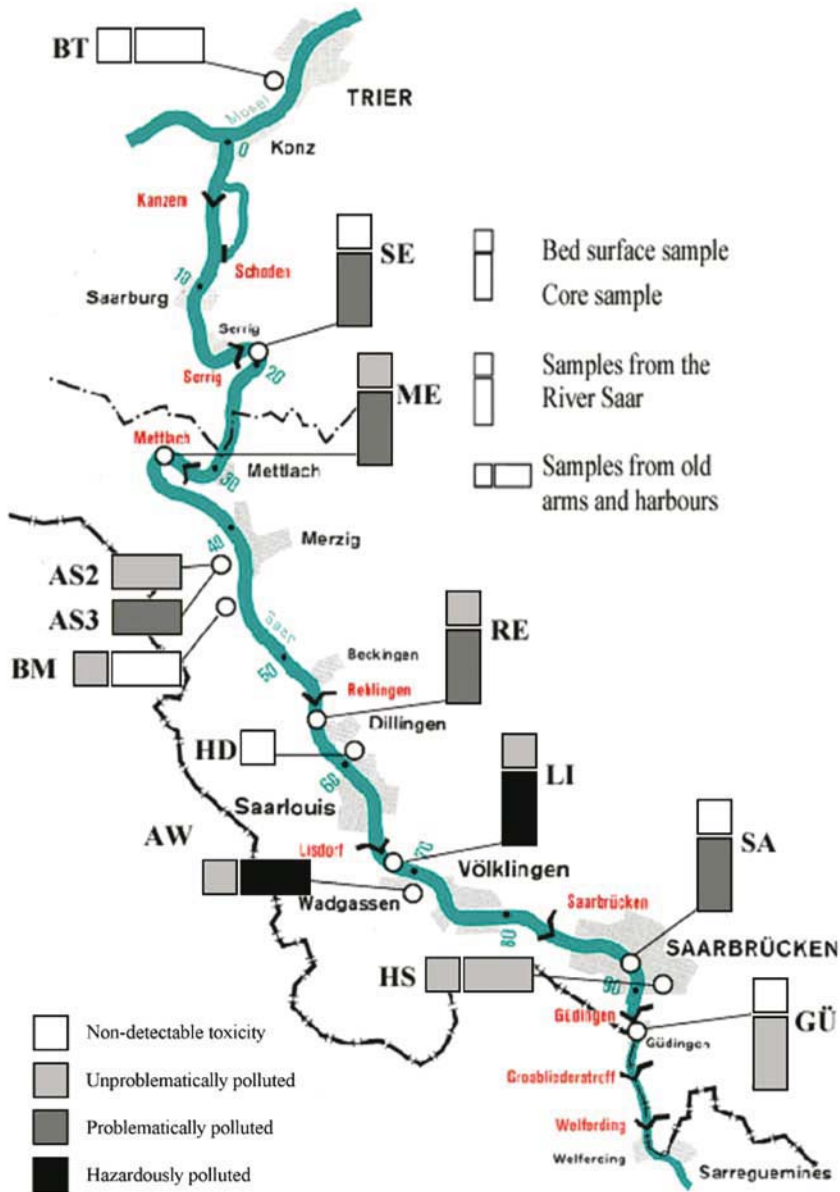 BT
TRIER
Mosel
0
Konz
Kanzem
Schoden
SE
Bed surface sample
Core sample
10
Saarburg
Serrig
Serrig
20
Samples from the
River Saar
ME
Mettlach
30
Mettlach
Samples from old
arms and harbours
Merzig
40
AS2
AS3
Saar
RE
BM
Beckingen
50
Rehlingen
Dillingen
HD
60
LI
Saarlouis
AW
Lisdorf
70
SA
Völklingen
Wadgassen
Saarbrücken
80
SAARBRÜCKEN
HS
90
Güdingen
GÜ
Güdingen
Non-detectable toxicity
Unproblematically polluted
Grobliederstroff
Problematically polluted
Welferding
Welferding
Hazardously polluted
Sarreguemines